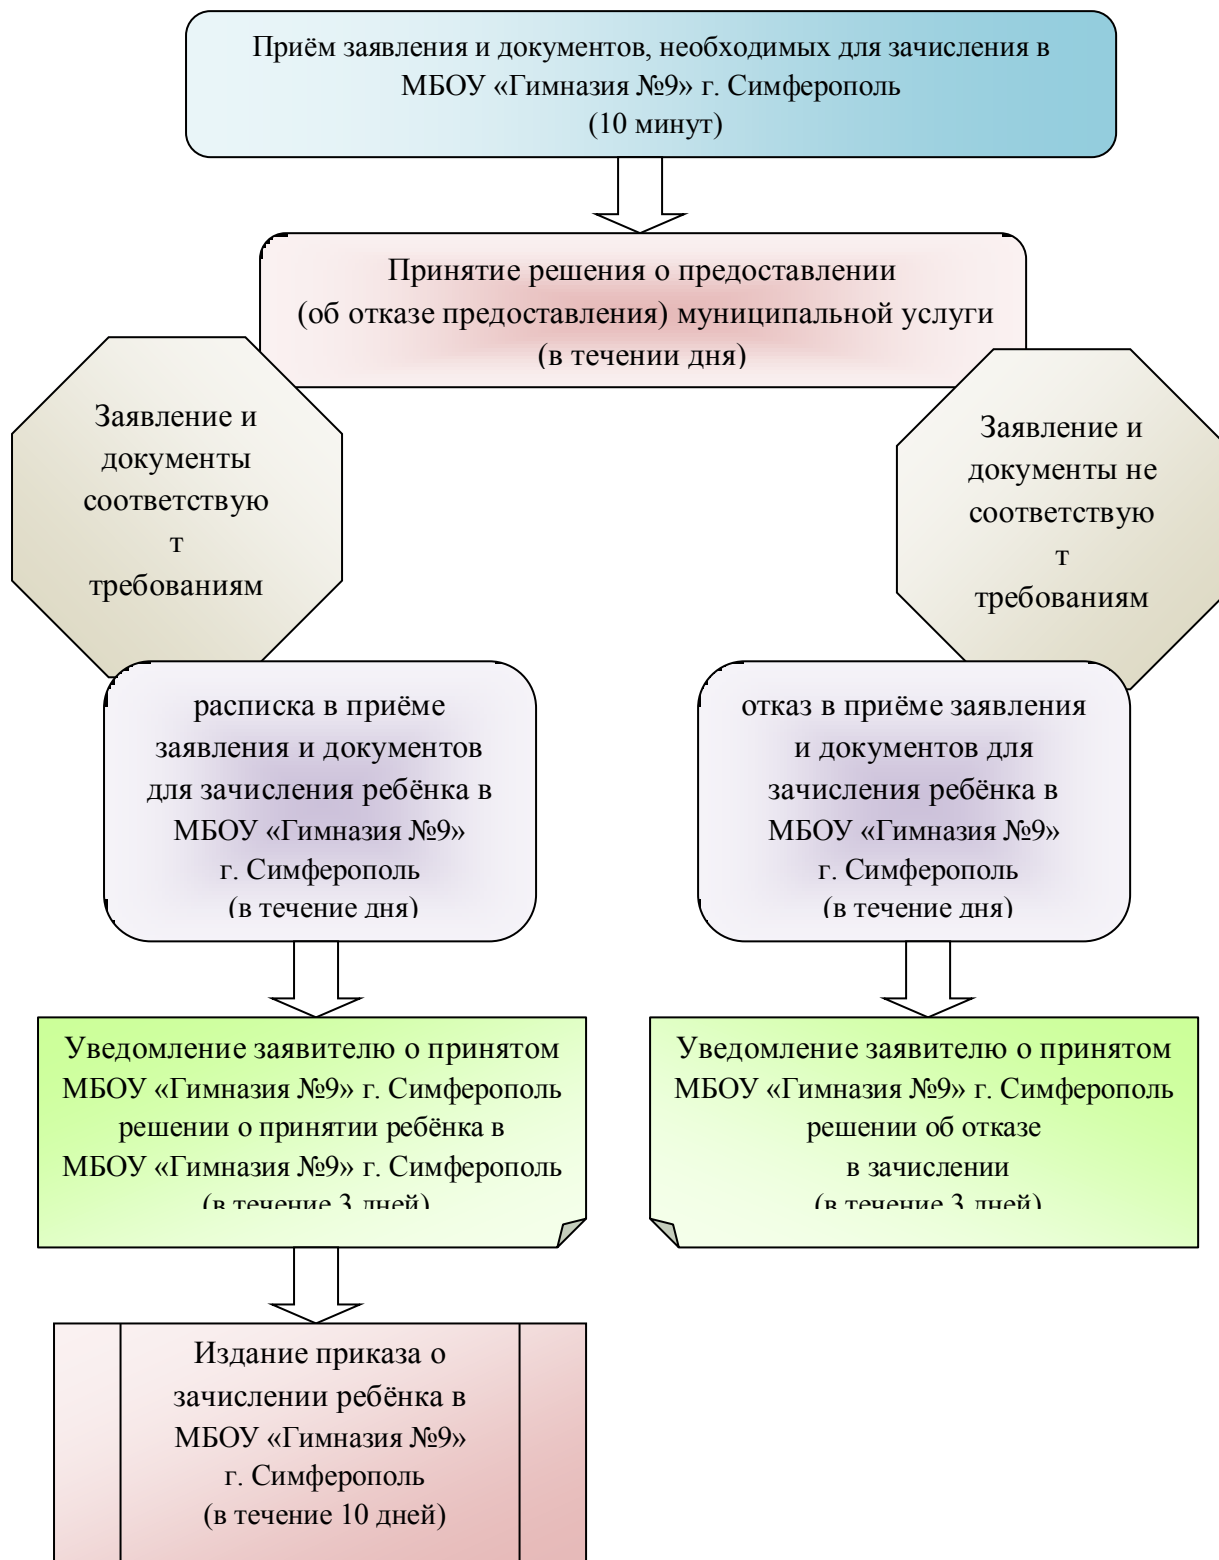 Приём заявления и документов, необходимых для зачисления в
МБОУ «Гимназия №9» г. Симферополь
(10 минут)
Принятие решения о предоставлении
(об отказе предоставления) муниципальной услуги
(в течении дня)
Заявление и
документы
соответствую
т
требованиям
Заявление и
документы не
соответствую
т
требованиям
расписка в приёме
заявления и документов
для зачисления ребёнка в
МБОУ «Гимназия №9»
г. Симферополь
(в течение дня)
отказ в приёме заявления
и документов для
зачисления ребёнка в
МБОУ «Гимназия №9»
г. Симферополь
(в течение дня)
Уведомление заявителю о принятом
МБОУ «Гимназия №9» г. Симферополь
решении о принятии ребёнка в
МБОУ «Гимназия №9» г. Симферополь
(в течение 3 дней)
Уведомление заявителю о принятом
МБОУ «Гимназия №9» г. Симферополь
решении об отказе
в зачислении
(в течение 3 дней)
Издание приказа о
зачислении ребёнка в
МБОУ «Гимназия №9»
г. Симферополь
(в течение 10 дней)